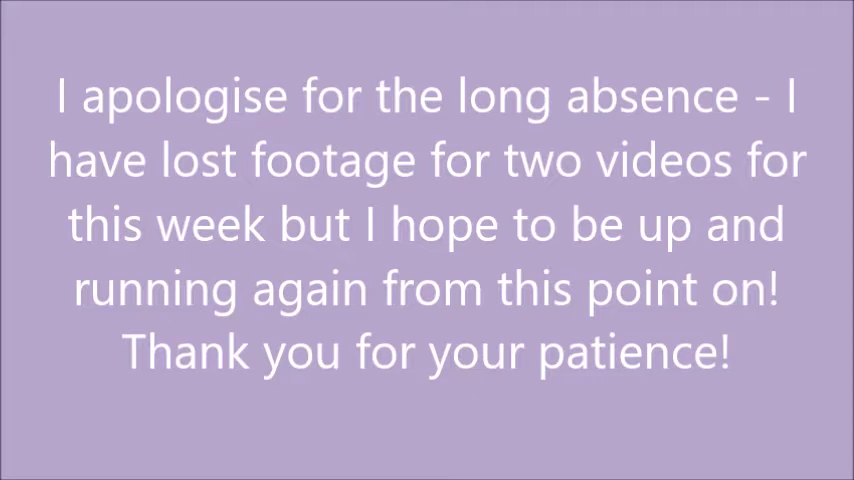 I apologise for the long absence - I
have lost footage for two videos for
this week but I hope to be up and
running again from this point on!
Thank you for your patience!